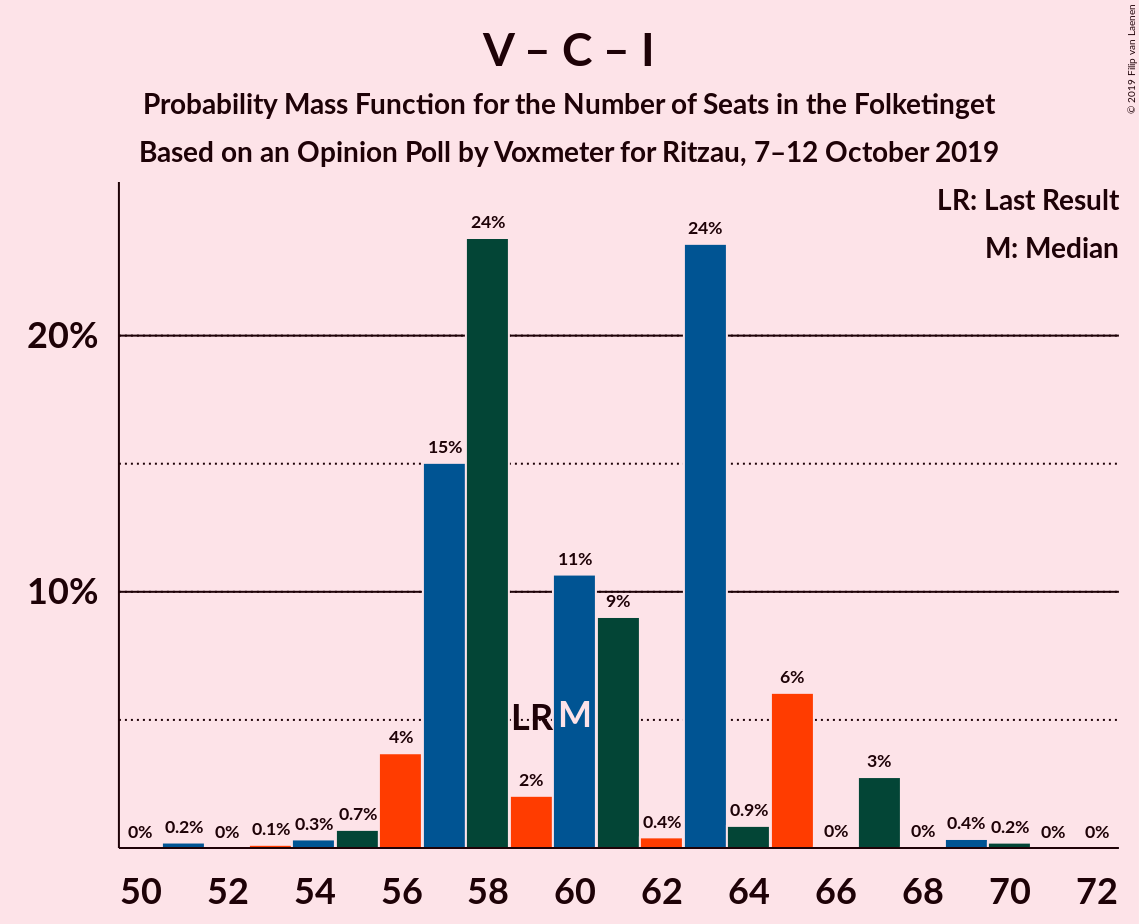 V – C – I
Probability Mass Function for the Number of Seats in the Folketinget
Based on an Opinion Poll by Voxmeter for Ritzau, 7–12 October 2019
© 2019 Filip van Laenen
LR: Last Result
M: Median
20%
10%
0%
0.2%
0%
0.1%
0.3%
0.7%
4%
15%
24%
2%
11%
9%
0.4%
24%
0.9%
6%
0%
3%
0%
0.4%
0.2%
0%
0%
LR
M
50 52 54 56 58 60 62 64 66 68 70 72